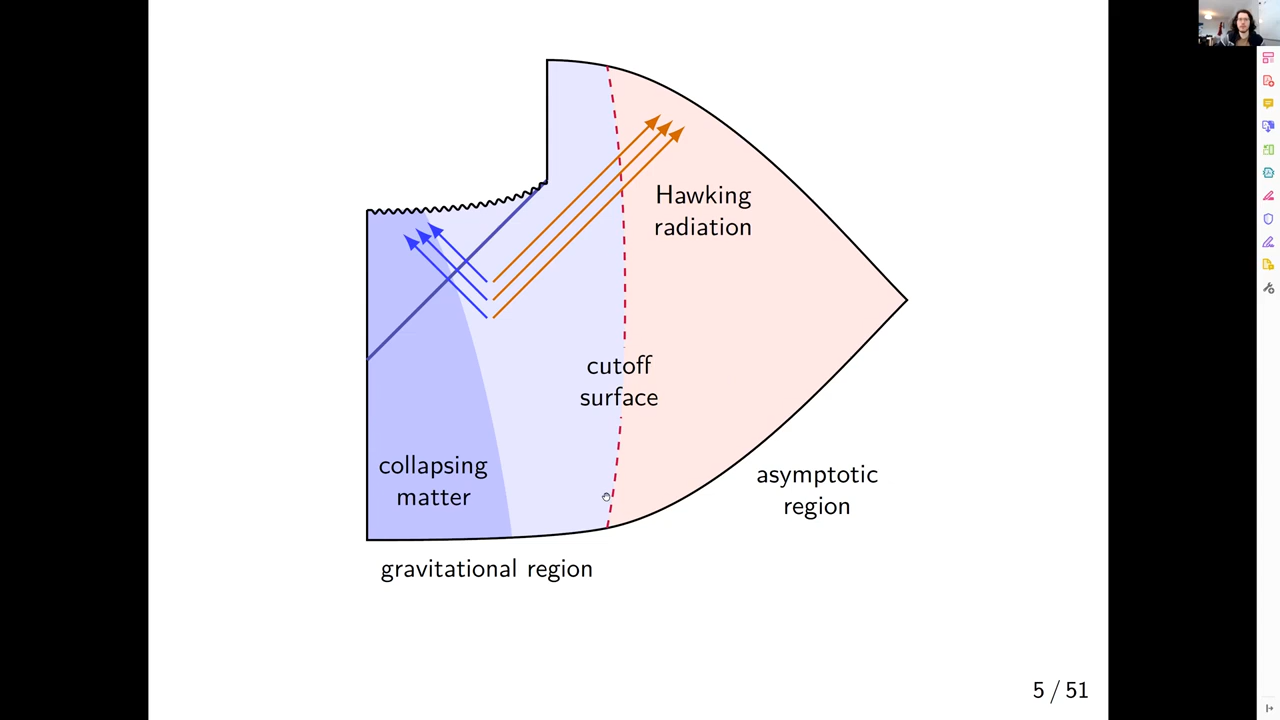 Hawking
radiation
cutoff
surface
collapsing
matter
asymptotic
region
gravitational region
5 / 51